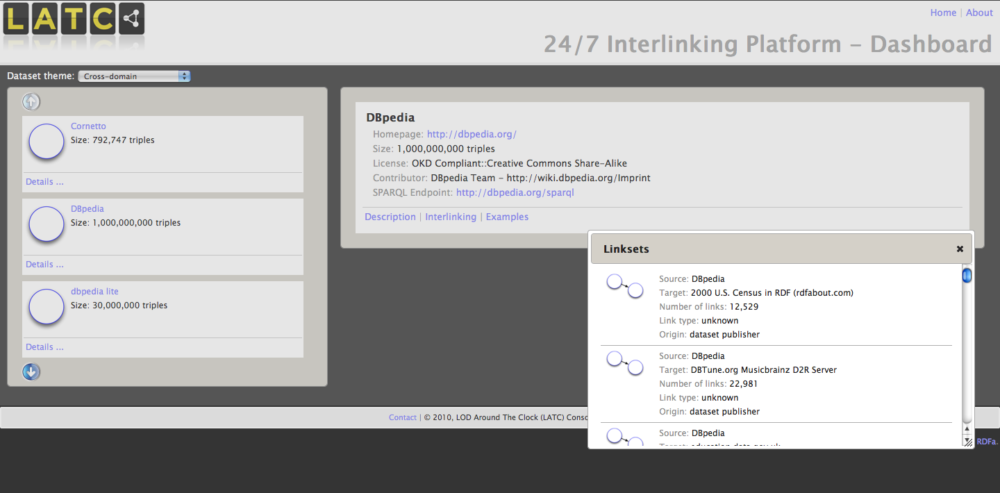 LATC
Home | About
24/7 Interlinking Platform - Dashboard
Dataset theme: Cross-domain
Cornetto
Size: 792,747 triples
Details ...
DBpedia
Size: 1,000,000,000 triples
Details ...
dbpedia lite
Size: 30,000,000 triples
Details ...
DBpedia
Homepage: http://dbpedia.org/
Size: 1,000,000,000 triples
License: OKD Compliant::Creative Commons Share-Alike
Contributor: DBpedia Team - http://wiki.dbpedia.org/Imprint
SPARQL Endpoint: http://dbpedia.org/sparql
Description | Interlinking | Examples
Linksets
Source: DBpedia
Target: 2000 U.S. Census in RDF (rdfabout.com)
Number of links: 12,529
Link type: unknown
Origin: dataset publisher
Source: DBpedia
Target: DBTune.org Musicbrainz D2R Server
Number of links: 22,981
Link type: unknown
Origin: dataset publisher
Source: DBpedia
Target: education.data.gov.uk
Contact | © 2010, LOD Around The Clock (LATC)
RDFa.